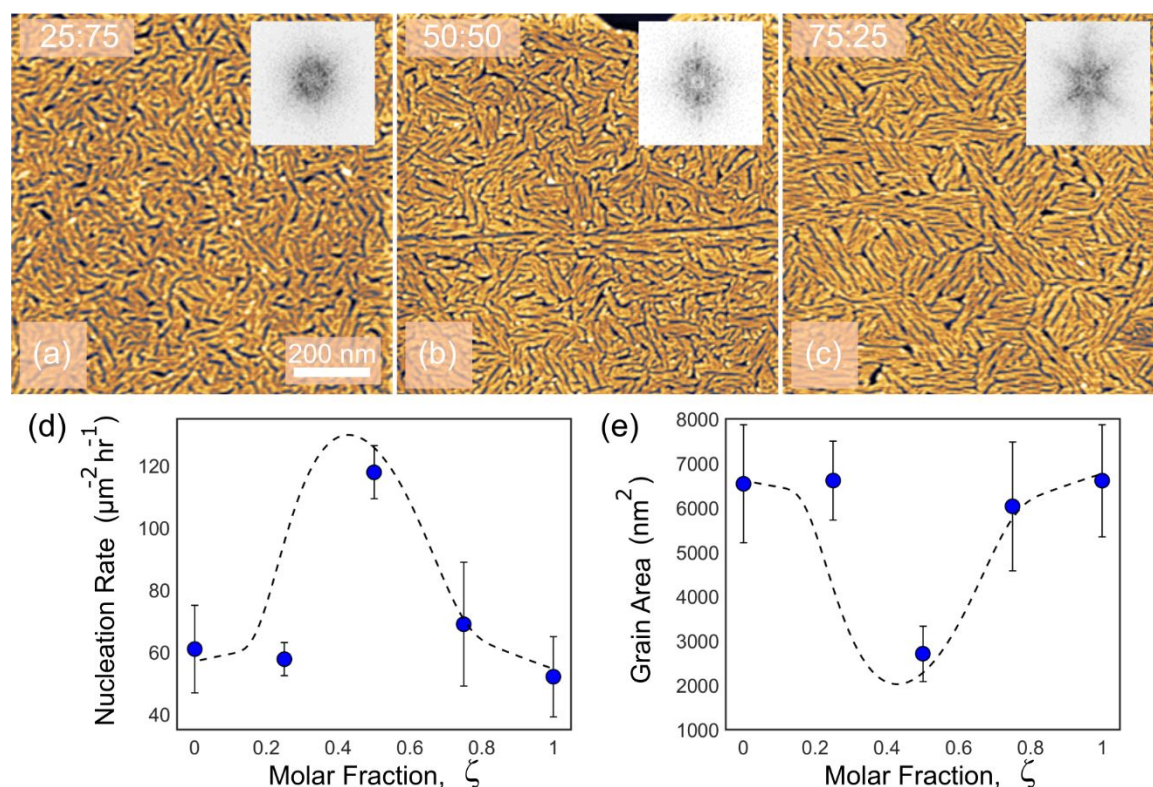 25:75
50:50
75:25
(a)
200 nm
(b)
(c)
(d)
Nucleation Rate (µm⁻² hr⁻¹)
120
100
80
60
40
0
0.2
0.4
0.6
0.8
1
Molar Fraction, ζ
(e)
Grain Area (nm²)
8000
7000
6000
5000
4000
3000
2000
1000
0
0.2
0.4
0.6
0.8
1
Molar Fraction, ζ